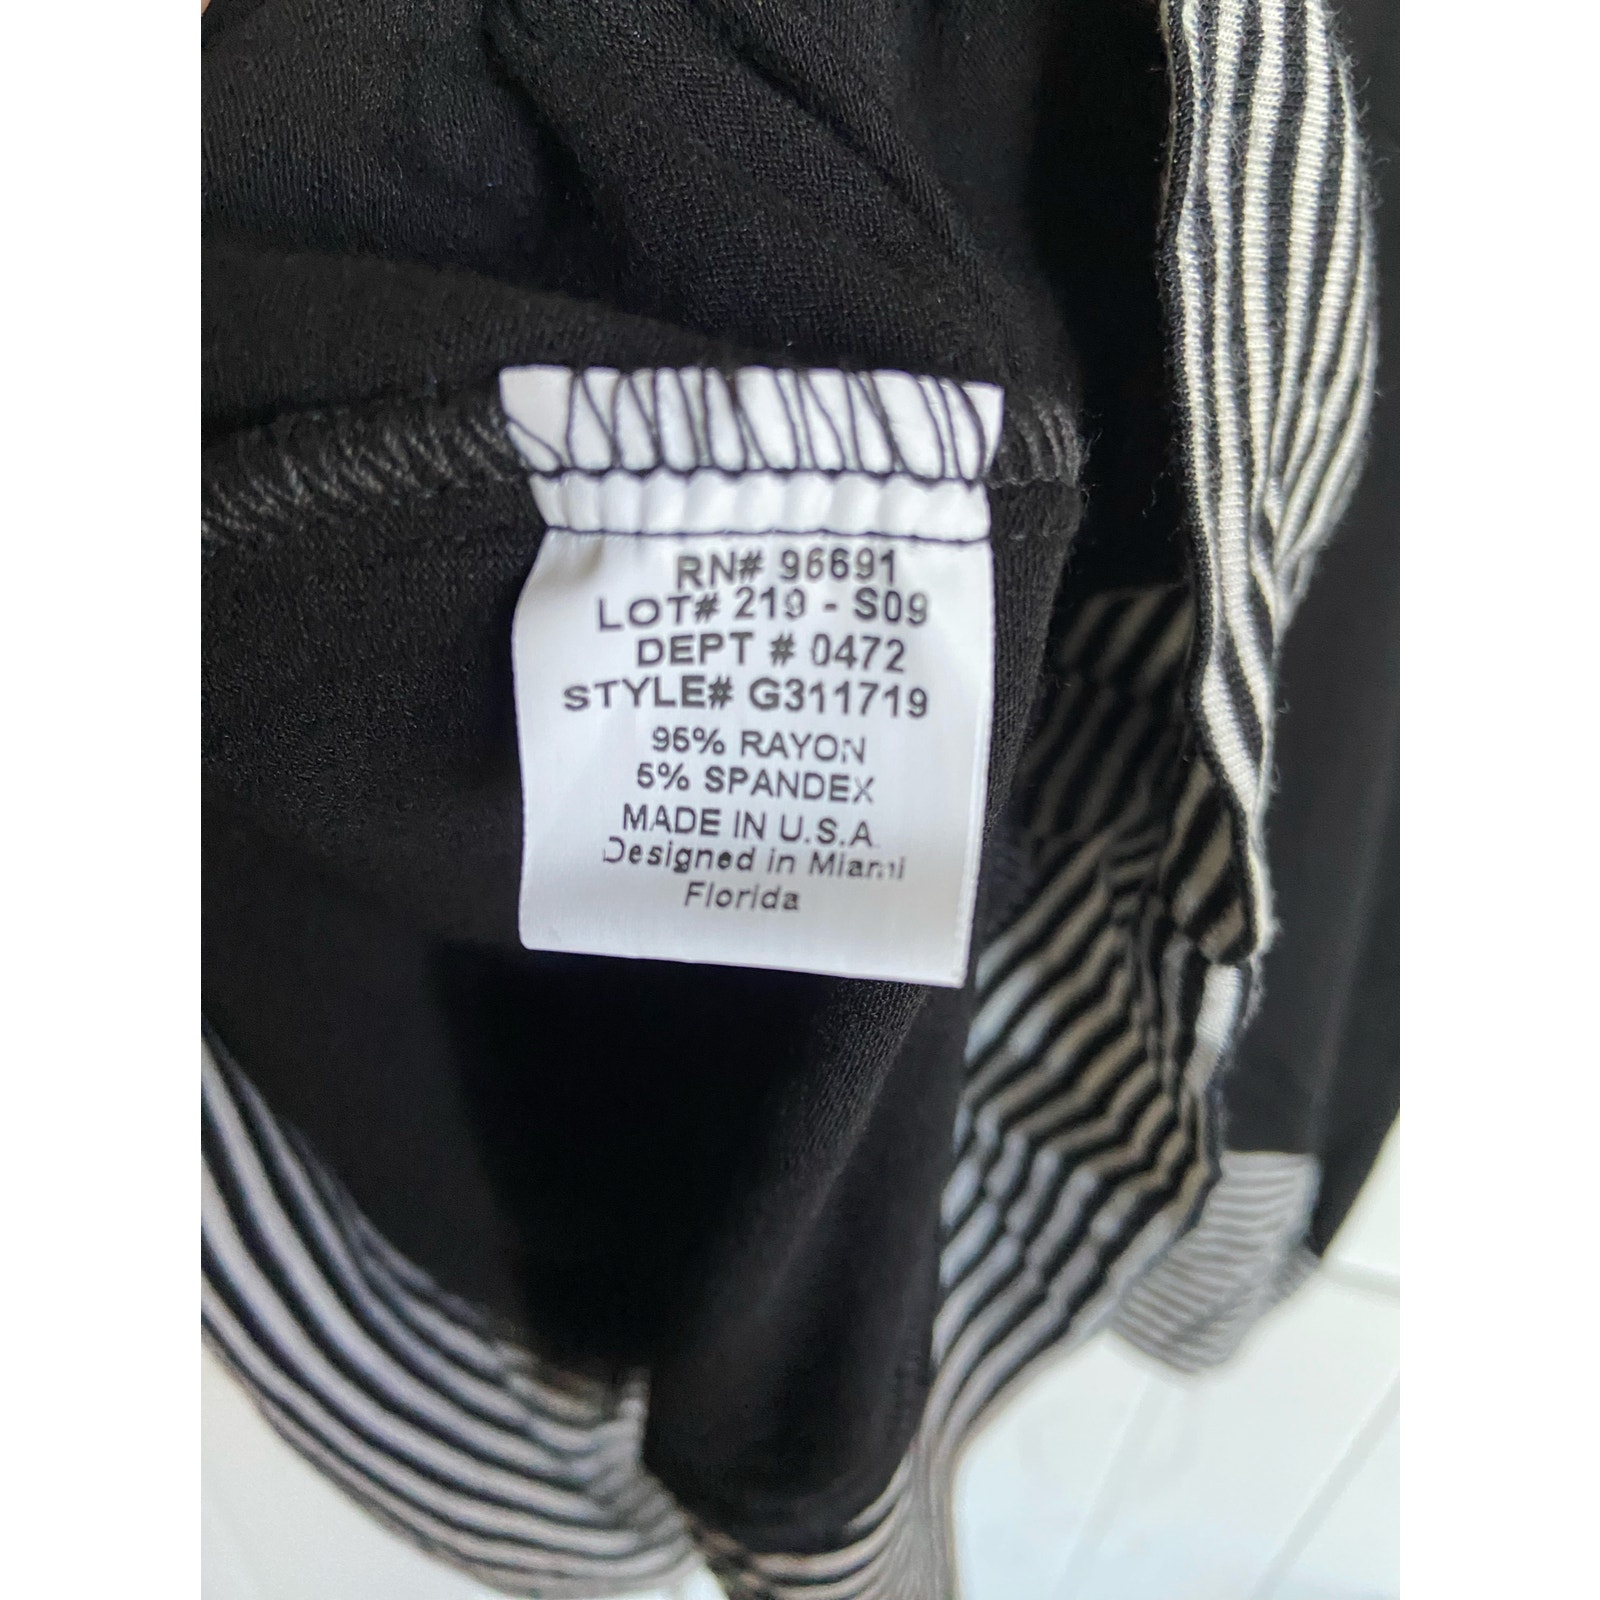 RN# 96691
LOT# 219 - S09
DEPT # 0472
STYLE# G311719
95% RAYON
5% SPANDEX
MADE IN U.S.A.
Designed in Miami
Florida